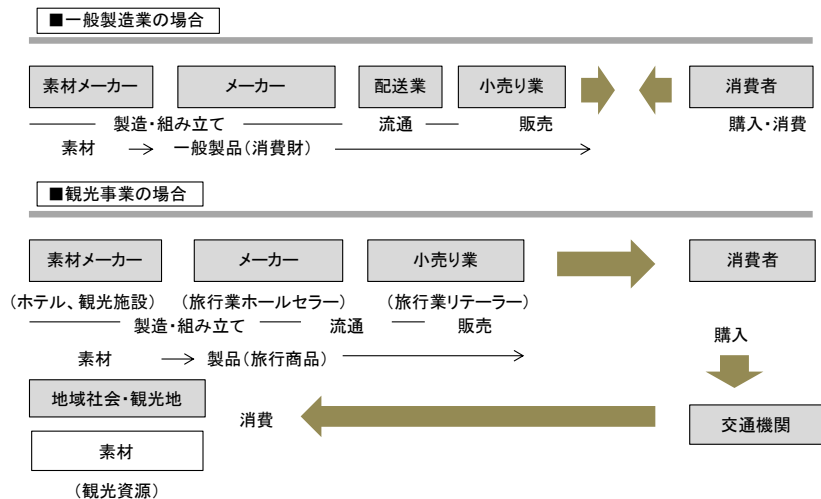 ■一般製造業の場合
素材メーカー メーカー 配送業 小売り業 消費者
製造・組み立て 流通 販売 購入・消費
素材 一般製品(消費財)
■観光事業の場合
素材メーカー メーカー 小売り業 消費者
(ホテル、観光施設) (旅行業ホールセラー) (旅行業リテーラー)
製造・組み立て 流通 販売
購入
素材 製品(旅行商品)
地域社会・観光地
消費 交通機関
素材
(観光資源)